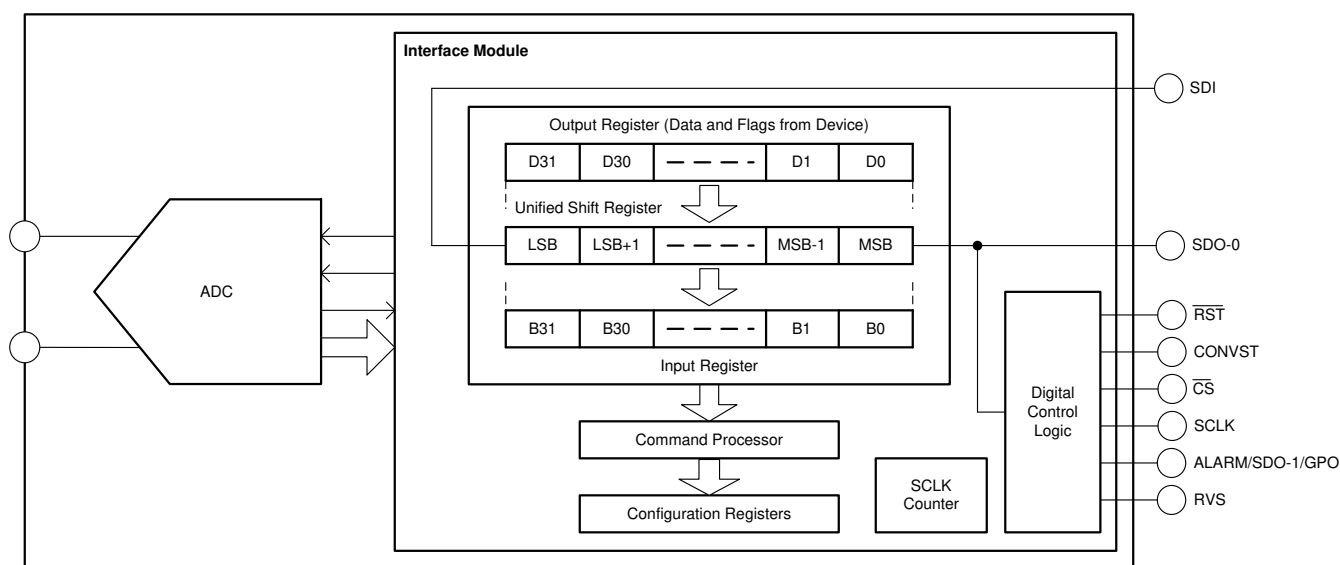 Interface Module
SDI
Output Register (Data and Flags from Device)
D31 D30 D1 D0
Unified Shift Register
LSB LSB+1 MSB-1 MSB
SDO-0
ADC
B31 B30 B1 B0
Input Register
RST
CONVST
CS
SCLK
ALARM/SDO-1/GPO
RVS
Digital
Control
Logic
Command Processor
SCLK
Counter
Configuration Registers